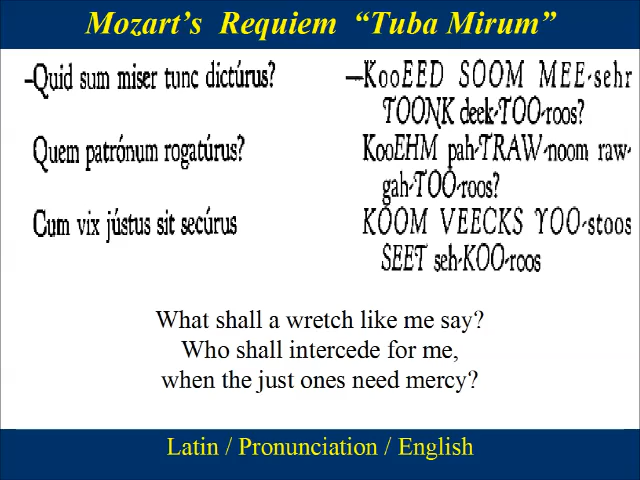 Mozart's Requiem "Tuba Mirum"
–Quid sum miser tunc dictúrus?
Quem patrónum rogatúrus?
Cum vix jústus sit secúrus
—KooEED SOOM MEE-sehr
TOONK deek-TOO-roos?
KooEHM pah-TRAW-noom raw-
gah-TOO-roos?
KOOM VEECKS YOO-stoos
SEET seh-KOO-roos
What shall a wretch like me say?
Who shall intercede for me,
when the just ones need mercy?
Latin / Pronunciation / English